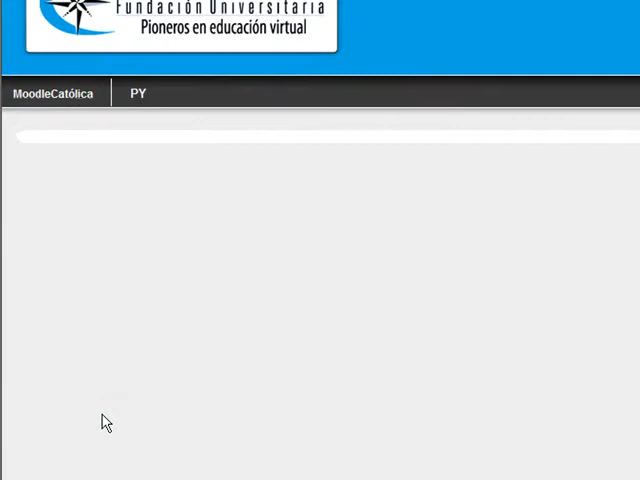 Fundación Universitaria
Pioneros en educación virtual
MoodleCatólica
PY